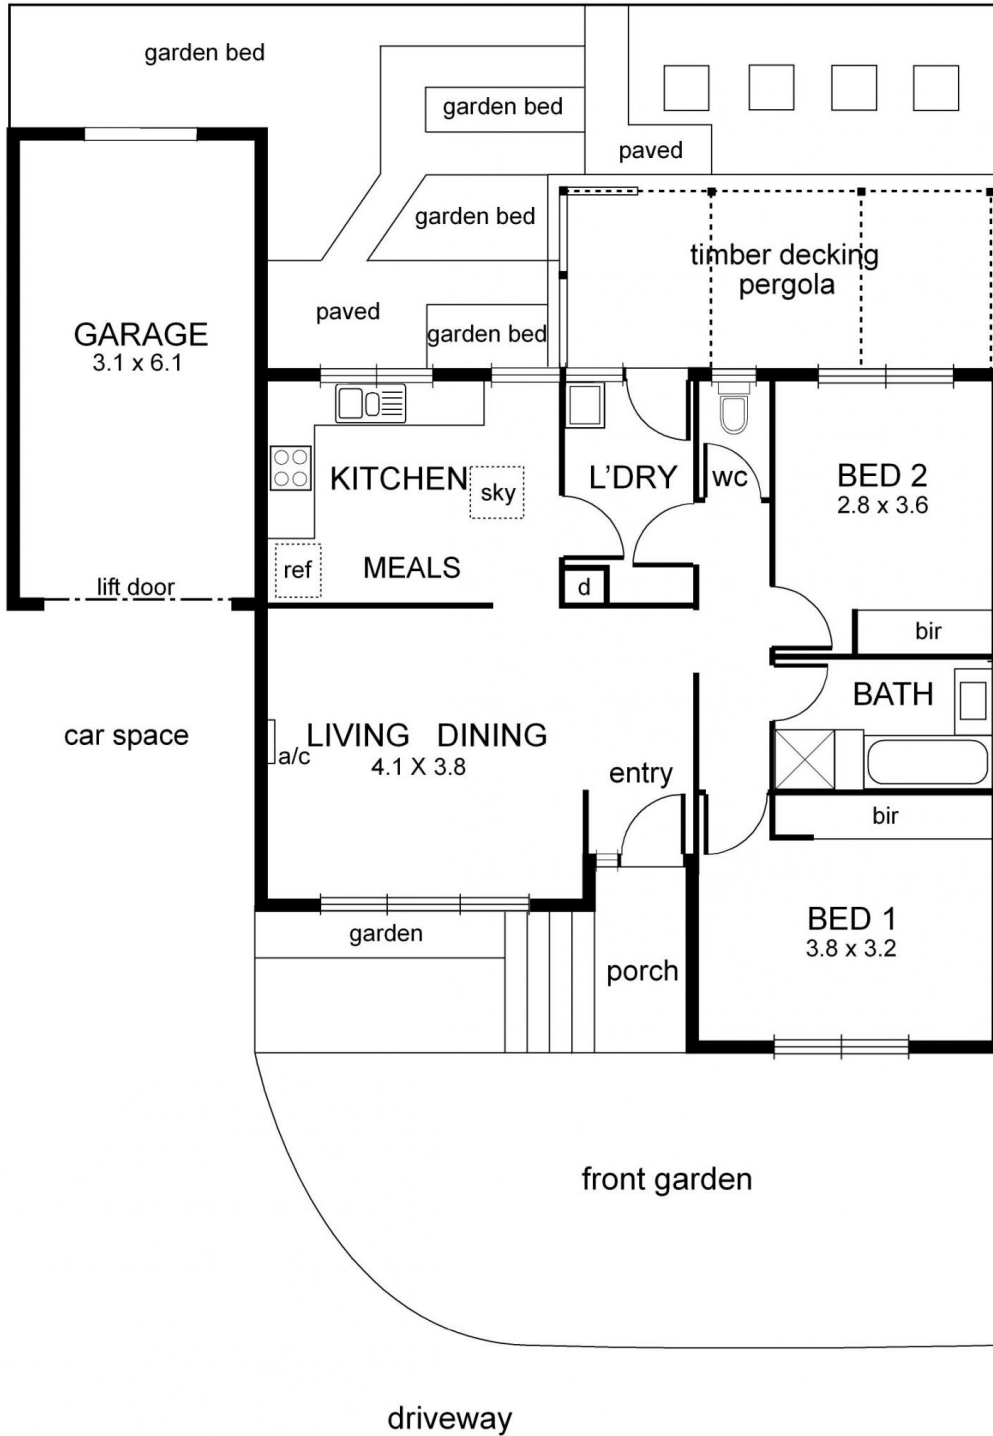 garden bed
garden bed
paved
garden bed
timber decking
pergola
paved
garden bed
GARAGE
3.1 x 6.1
KITCHEN
sky
L'DRY
wc
BED 2
2.8 x 3.6
ref
MEALS
d
lift door
bir
BATH
car space
a/c
LIVING DINING
4.1 X 3.8
entry
bir
BED 1
3.8 x 3.2
garden
porch
front garden
driveway